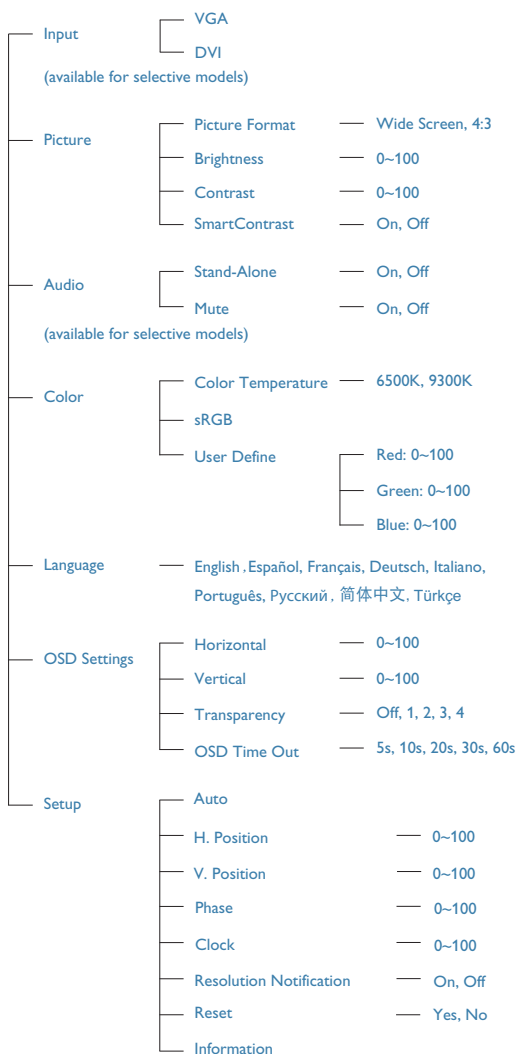 Input
VGA
DVI
(available for selective models)
Picture
Picture Format Wide Screen, 4:3
Brightness 0~100
Contrast 0~100
SmartContrast On, Off
Audio
Stand-Alone On, Off
Mute On, Off
(available for selective models)
Color
Color Temperature 6500K, 9300K
sRGB
User Define
Red: 0~100
Green: 0~100
Blue: 0~100
Language
English , Español, Français, Deutsch, Italiano,
Português, Русский , 简体中文, Türkçe
OSD Settings
Horizontal 0~100
Vertical 0~100
Transparency Off, 1, 2, 3, 4
OSD Time Out 5s, 10s, 20s, 30s, 60s
Setup
Auto
H. Position 0~100
V. Position 0~100
Phase 0~100
Clock 0~100
Resolution Notification On, Off
Reset Yes, No
Information